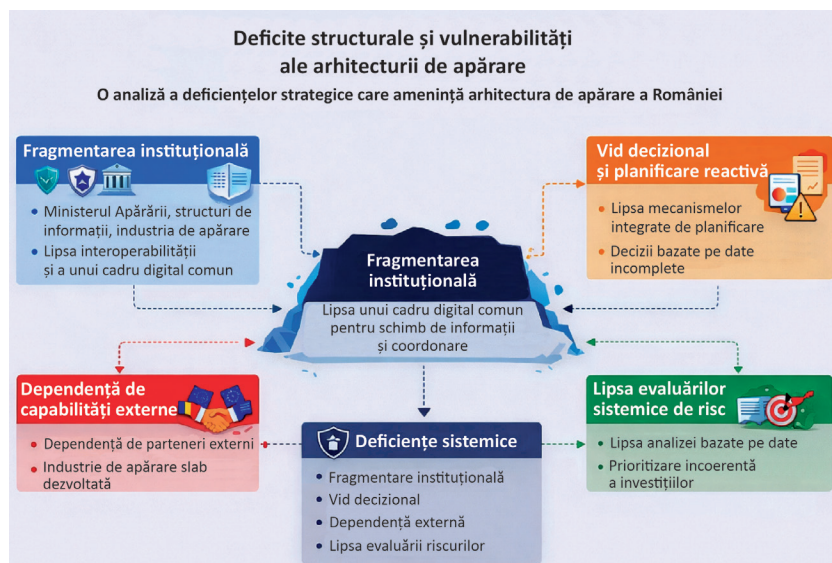 Deficite structurale și vulnerabilități
ale arhitecturii de apărare
O analiză a deficiențelor strategice care amenință arhitectura de apărare a României
Fragmentarea instituțională
• Ministerul Apărării, structuri de
informații, industria de apărare
• Lipsa interoperabilității
și a unui cadru digital comun
Vid decizional
și planificare reactivă
• Lipsa mecanismelor
integrate de planificare
• Decizii bazate pe date
incomplete
Fragmentarea
instituțională
Lipsa unui cadru digital comun
pentru schimb de informații
și coordonare
Dependență de
capabilități externe
• Dependență de parteneri externi
• Industrie de apărare slab
dezvoltată
Deficiențe sistemice
• Fragmentare instituțională
• Vid decizional
• Dependență externă
• Lipsa evaluării riscurilor
Lipsa evaluărilor
sistemice de risc
• Lipsa analizei bazate pe date
• Prioritizare incoerentă
a investițiilor